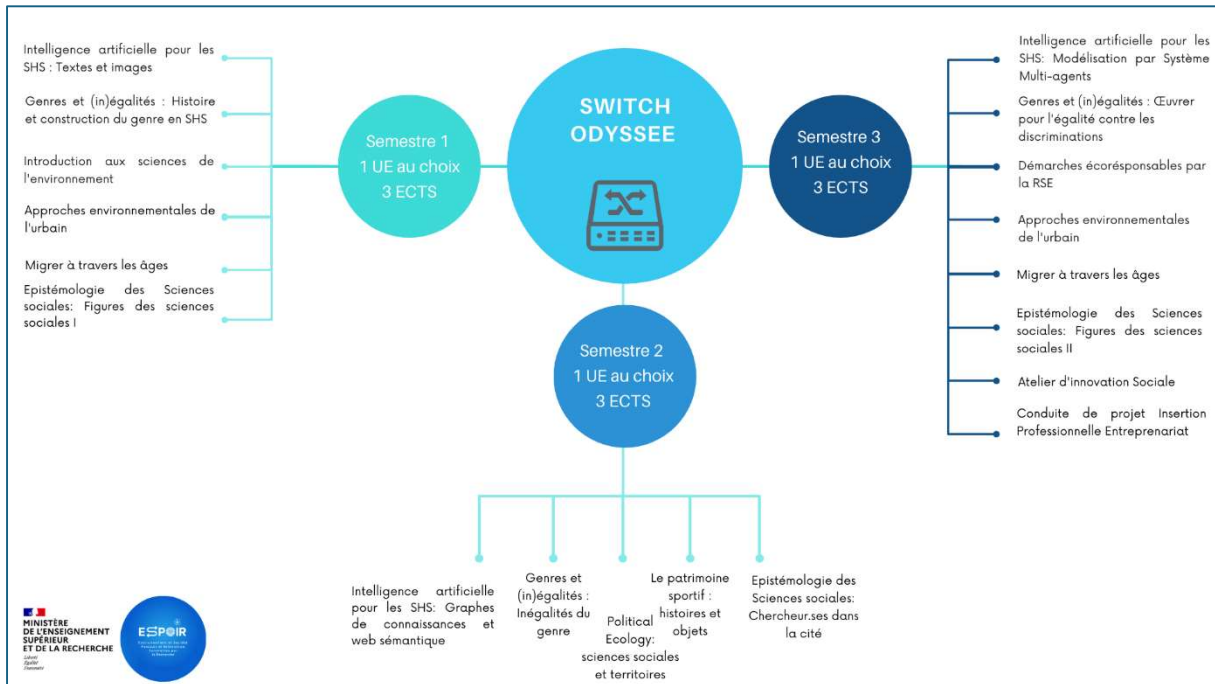 Intelligence artificielle pour les
SHS : Textes et images
Genres et (in)égalités : Histoire
et construction du genre en SHS
Introduction aux sciences de
l'environnement
Approches environnementales de
l'urbain
Migrer à travers les âges
Epistémologie des Sciences
sociales: Figures des sciences
sociales I
Semestre 1
1 UE au choix
3 ECTS
SWITCH
ODYSSEE
Semestre 3
1 UE au choix
3 ECTS
Intelligence artificielle pour les
SHS: Modélisation par Système
Multi-agents
Genres et (in)égalités : Œuvrer
pour l'égalité contre les
discriminations
Démarches écorésponsables par
la RSE
Approches environnementales
de l'urbain
Migrer à travers les âges
Epistémologie des Sciences
sociales: Figures des sciences
sociales II
Atelier d'innovation Sociale
Conduite de projet Insertion
Professionnelle Entreprenariat
Semestre 2
1 UE au choix
3 ECTS
Intelligence artificielle
pour les SHS: Graphes
de connaissances et
web sémantique
Genres et
(in)égalités :
Inégalités du
genre
Political
Ecology:
sciences sociales
et territoires
Le patrimoine
sportif :
histoires et
objets
Epistémologie des
Sciences sociales:
Chercheur.ses dans
la cité
MINISTÈRE
DE L'ENSEIGNEMENT
SUPÉRIEUR
ET DE LA RECHERCHE
Liberté
Égalité
Fraternité
ESPOIR